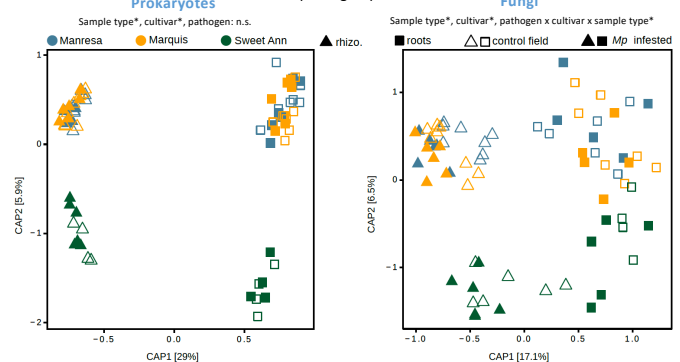 Prokaryotes
Fungi
Sample type*, cultivar*, pathogen: n.s.
Sample type*, cultivar*, pathogen x cultivar x sample type*
Manresa Marquis Sweet Ann rhizo.
roots control field Mp infested
1
0
−1
−2
−0.5 0.0 0.5
CAP1 [29%]
CAP2 [5.9%]
1
0
−1
−1.0 −0.5 0.0 0.5 1.0
CAP1 [17.1%]
CAP2 [6.5%]